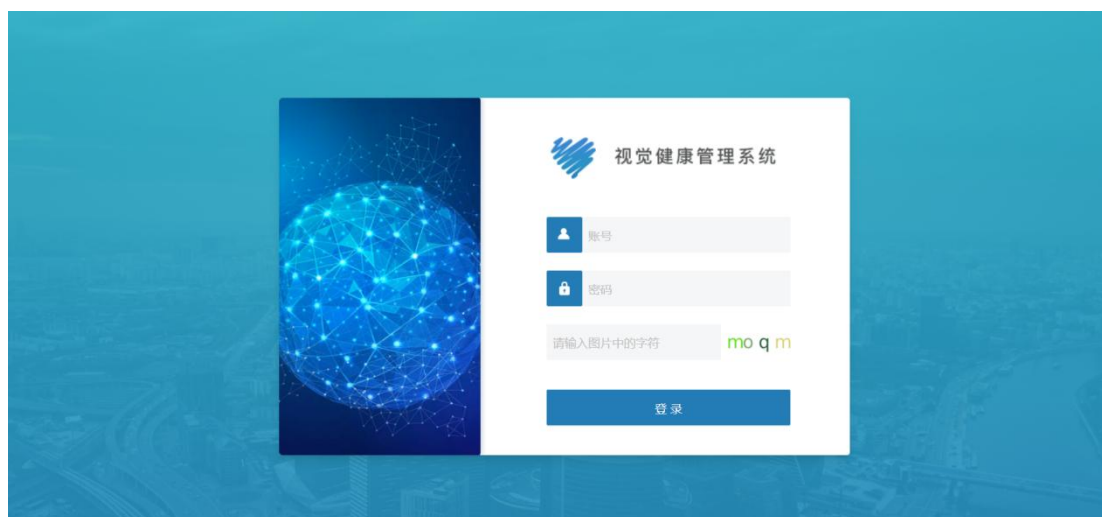 视觉健康管理系统
账号
密码
请输入图片中的字符
mo q m
登录